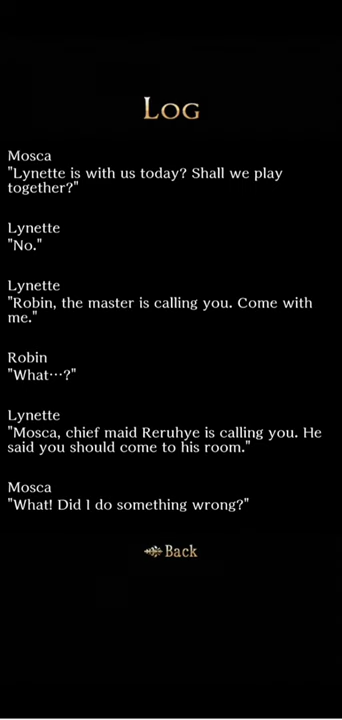 LOG
Mosca
"Lynette is with us today? Shall we play
together?"
Lynette
"No."
Lynette
"Robin, the master is calling you. Come with
me."
Robin
"What…?"
Lynette
"Mosca, chief maid Reruhye is calling you. He
said you should come to his room."
Mosca
"What! Did I do something wrong?"
Back